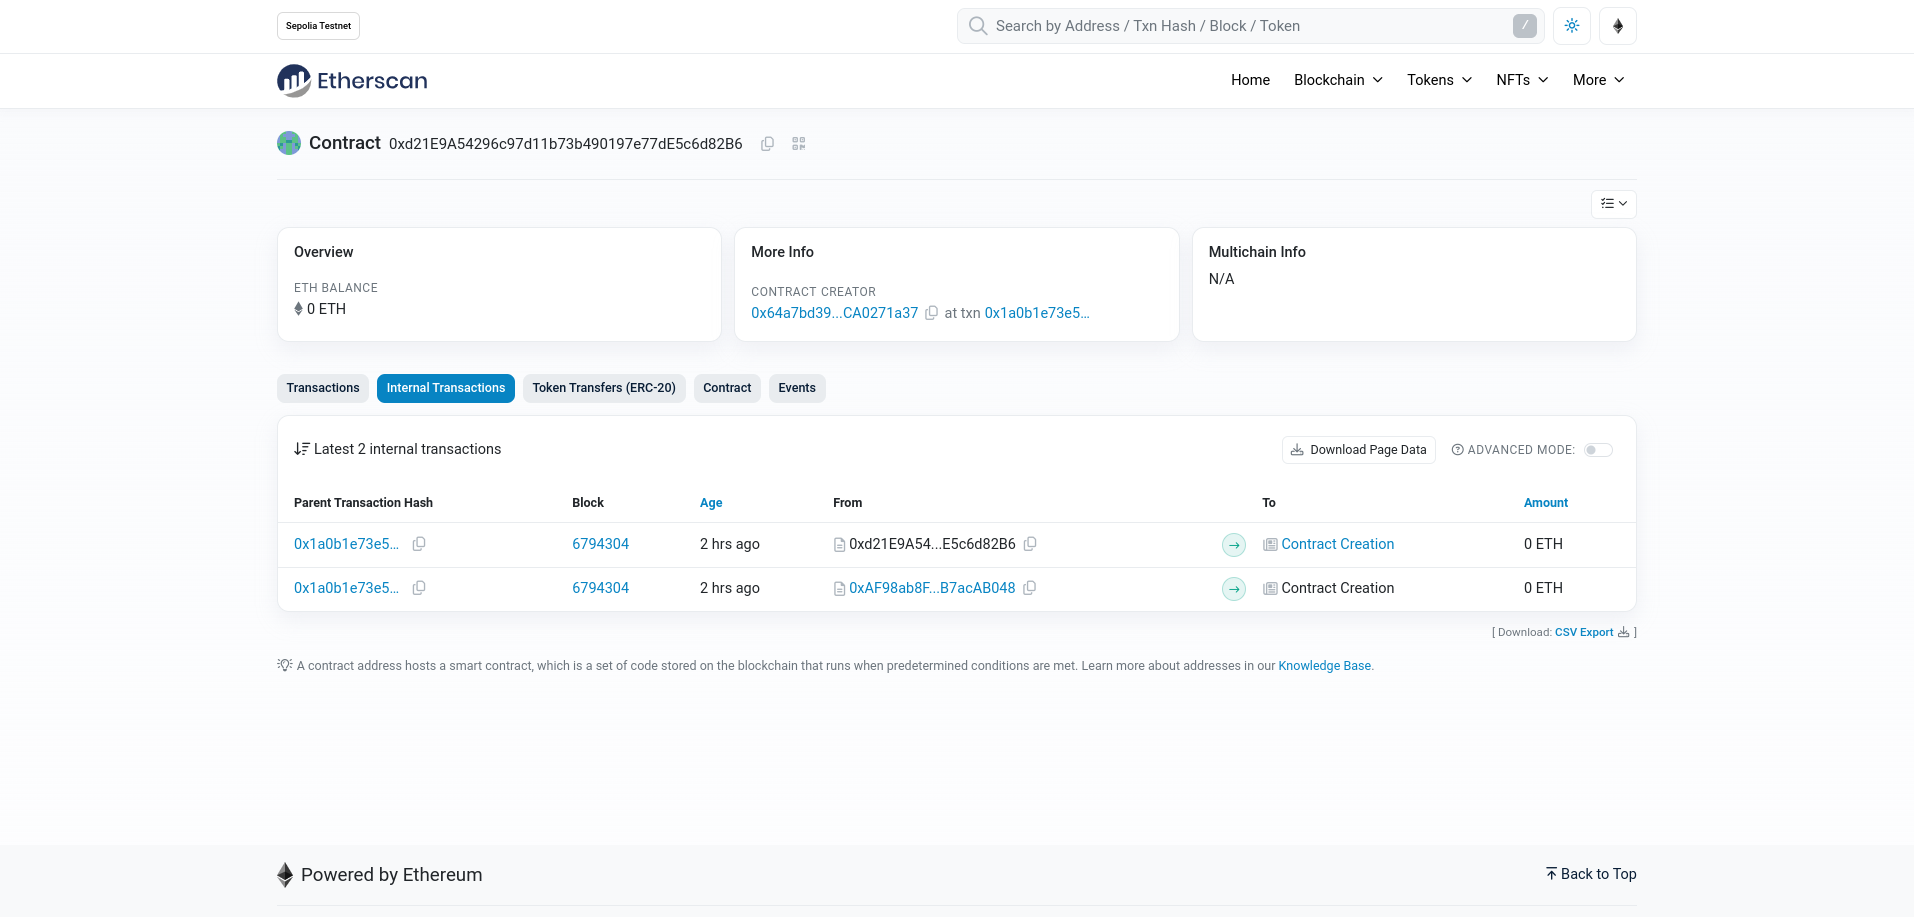 Sepolia Testnet
Search by Address / Txn Hash / Block / Token
/
Etherscan
Home Blockchain Tokens NFTs More
Contract 0xd21E9A54296c97d11b73b490197e77dE5c6d82B6
Overview
ETH BALANCE
0 ETH
More Info
CONTRACT CREATOR
0x64a7bd39...CA0271a37 at txn 0x1a0b1e73e5...
Multichain Info
N/A
Transactions Internal Transactions Token Transfers (ERC-20) Contract Events
Latest 2 internal transactions
Download Page Data ADVANCED MODE:
Parent Transaction Hash Block Age From To Amount
0x1a0b1e73e5... 6794304 2 hrs ago 0xd21E9A54...E5c6d82B6 Contract Creation 0 ETH
0x1a0b1e73e5... 6794304 2 hrs ago 0xAF98ab8F...B7acAB048 Contract Creation 0 ETH
[ Download: CSV Export ]
A contract address hosts a smart contract, which is a set of code stored on the blockchain that runs when predetermined conditions are met. Learn more about addresses in our Knowledge Base.
Powered by Ethereum
Back to Top